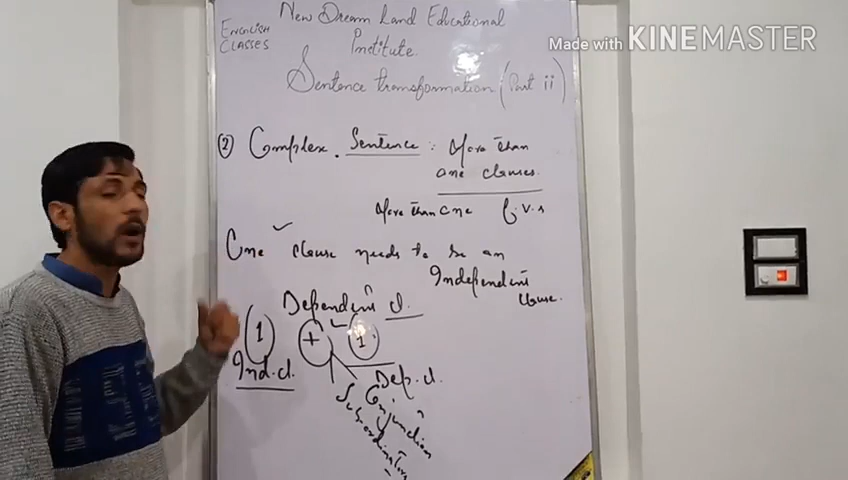 ENGLISH
CLASSES
New Dream Land Educational
Institute.
Made with KINEMASTER
Sentence transformation (Part ii)
② Complex. Sentence : More than
one clauses.
More than one f.v.s
One clause needs to be an
Independent
clause.
Dependent cl.
1 + 1.
Ind.cl.
Dep.cl.
Conjunction
Subordinators